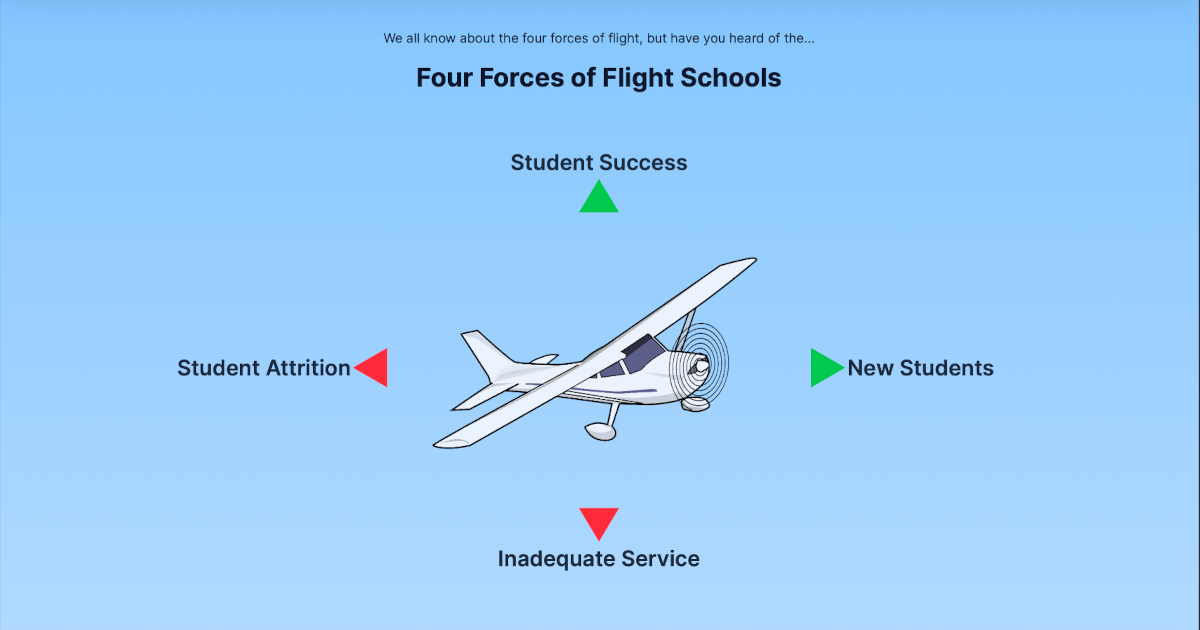 We all know about the four forces of flight, but have you heard of the...
Four Forces of Flight Schools
Student Success
Student Attrition
New Students
Inadequate Service